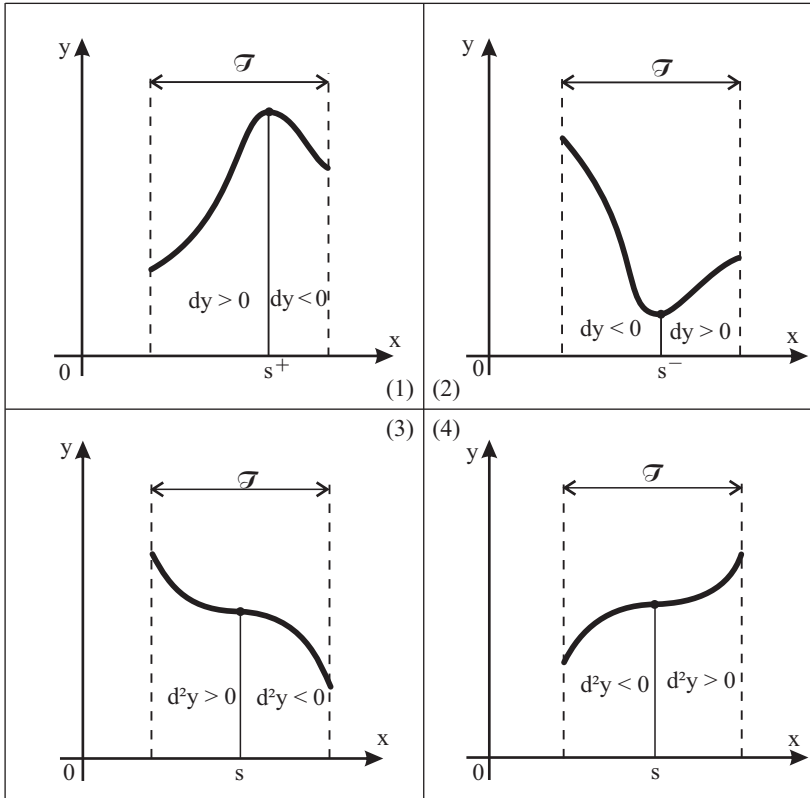 y
𝒯
dy > 0 dy < 0
x
0
s⁺
(1)
y
𝒯
dy < 0 dy > 0
x
0
s⁻
(2)
(3)
y
𝒯
d²y > 0 d²y < 0
x
0
s
(4)
y
𝒯
d²y < 0 d²y > 0
x
0
s